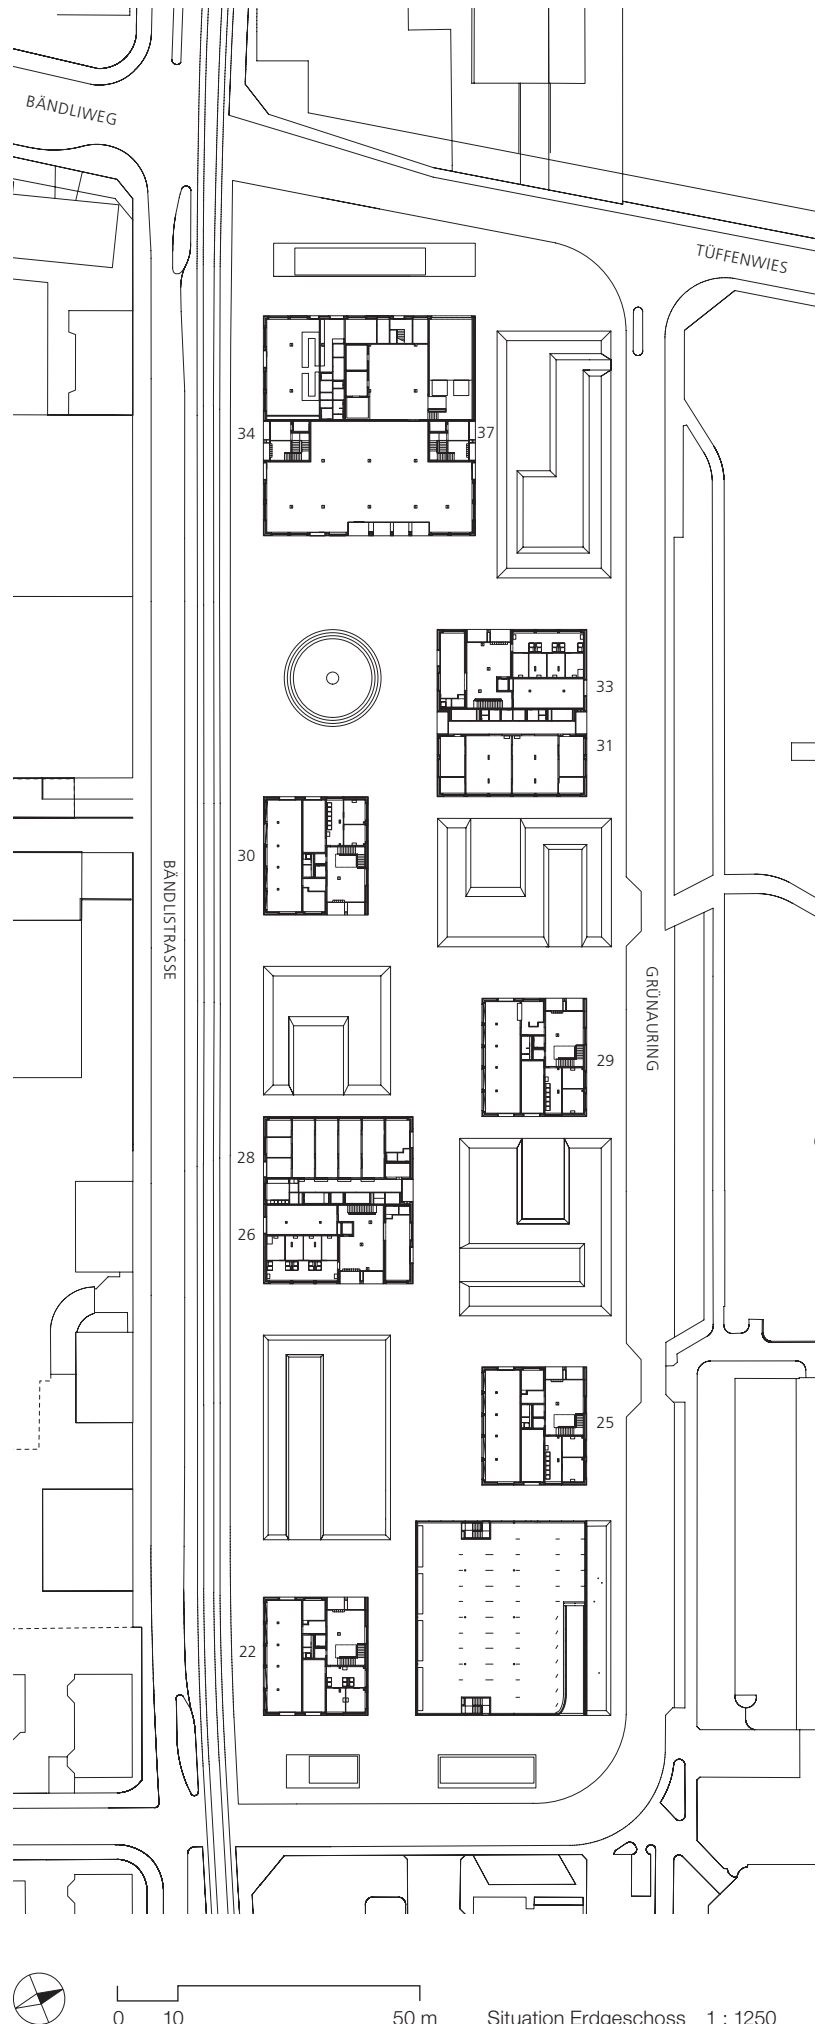 BÄNDLIWEG
TÜFFENWIES
34
37
33
31
30
BÄNDLISTRASSE
GRÜNAURING
29
28
26
25
22
0 10 50 m
Situation Erdgeschoss 1 : 1250